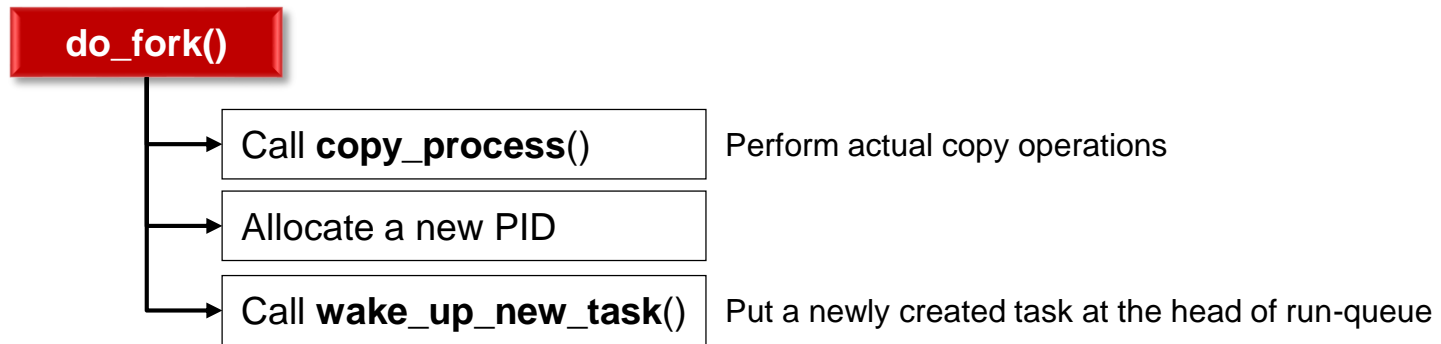 do_fork()
Call copy_process() Perform actual copy operations
Allocate a new PID
Call wake_up_new_task() Put a newly created task at the head of run-queue